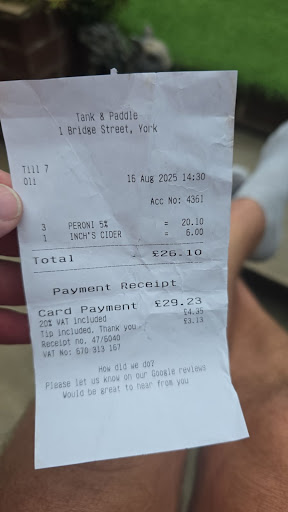 Tank & Paddle
1 Bridge Street, York
Till 7
Oli 16 Aug 2025 14:30
Acc No: 4361
3 PERONI 5% = 20.10
1 INCH'S CIDER = 6.00
Total - £26.10
Payment Receipt
Card Payment £29.23
20% VAT included £4.35
Tip included, Thank you - £3.13
Receipt no. 47/6040
VAT No: 670 913 167
How did we do?
Please let us know on our Google reviews
Would be great to hear from you